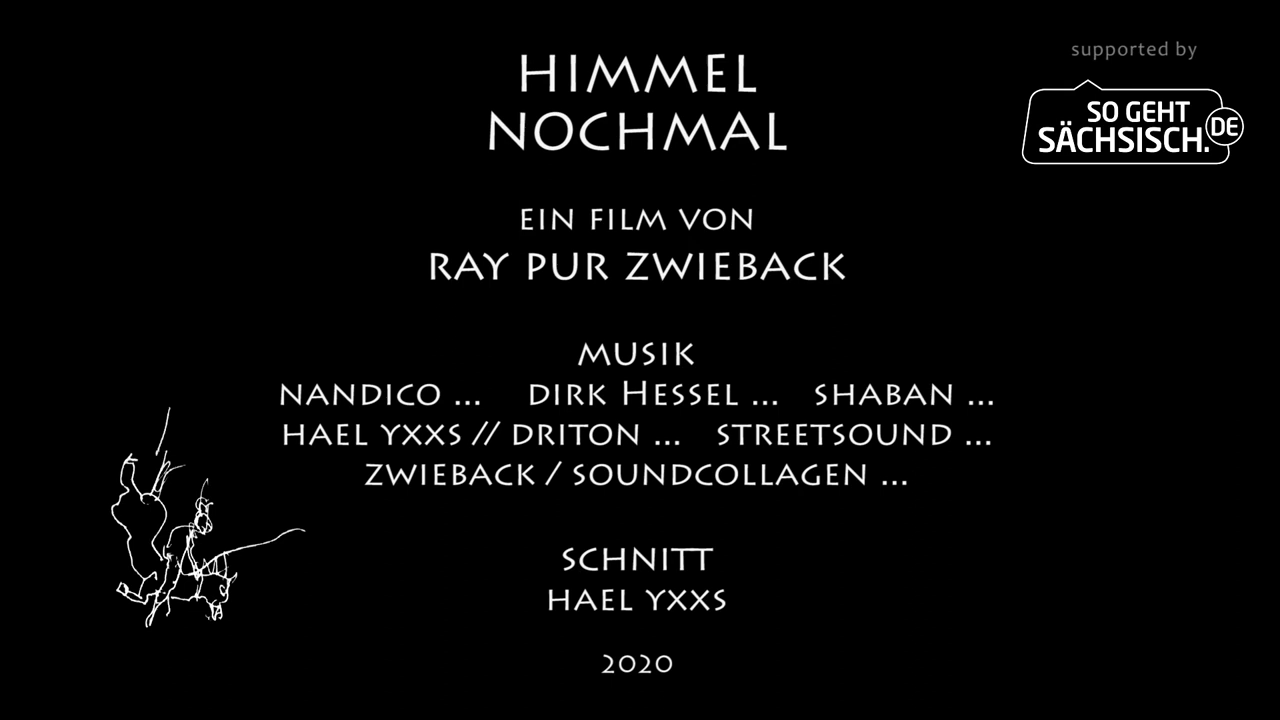 HIMMEL
NOCHMAL
EIN FILM VON
RAY PUR ZWIEBACK
MUSIK
NANDICO ... DIRK HESSEL ... SHABAN ...
HAEL YXXS // DRITON ... STREETSOUND ...
ZWIEBACK / SOUNDCOLLAGEN ...
SCHNITT
HAEL YXXS
2020
supported by
SO GEHT
SÄCHSISCH.DE